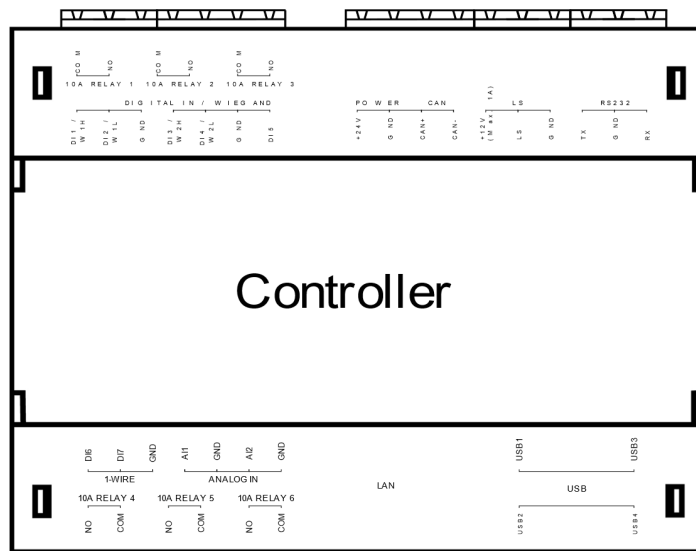 COM NO COM NO COM NO
10A RELAY 1 10A RELAY 2 10A RELAY 3
DIGITAL IN / WIEGAND
DI1 / W1H DI2 / W1L GND DI3 / W2H DI4 / W2L GND DI5
POWER CAN LS RS232
+24V GND CAN+ CAN- +12V (Max 1A) LS GND TX GND RX
Controller
DI6 DI7 GND AI1 GND AI2 GND
1-WIRE ANALOG IN
10A RELAY 4 10A RELAY 5 10A RELAY 6
NO COM NO COM NO COM
LAN
USB1 USB3
USB
USB2 USB4